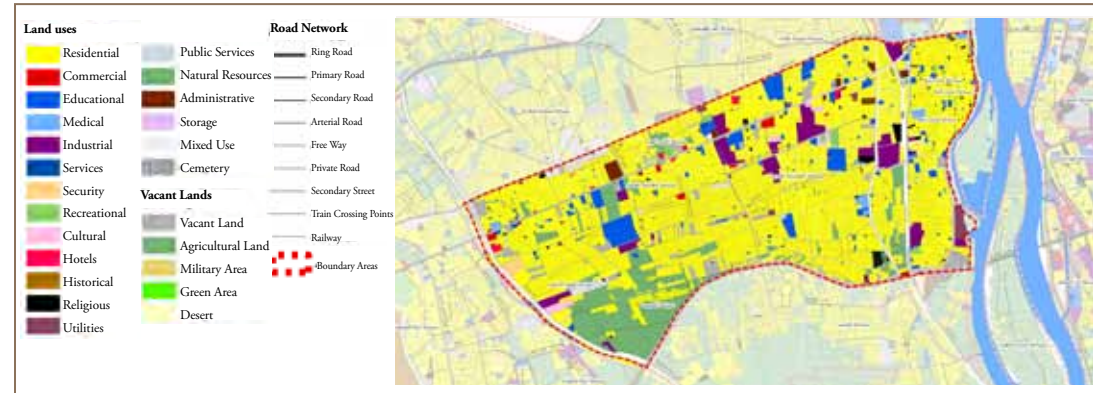 Land uses
Residential
Commercial
Educational
Medical
Industrial
Services
Security
Recreational
Cultural
Hotels
Historical
Religious
Utilities
Public Services
Natural Resources
Administrative
Storage
Mixed Use
Cemetery
Vacant Lands
Vacant Land
Agricultural Land
Military Area
Green Area
Desert
Road Network
Ring Road
Primary Road
Secondary Road
Arterial Road
Free Way
Private Road
Secondary Street
Train Crossing Points
Railway
Boundary Areas